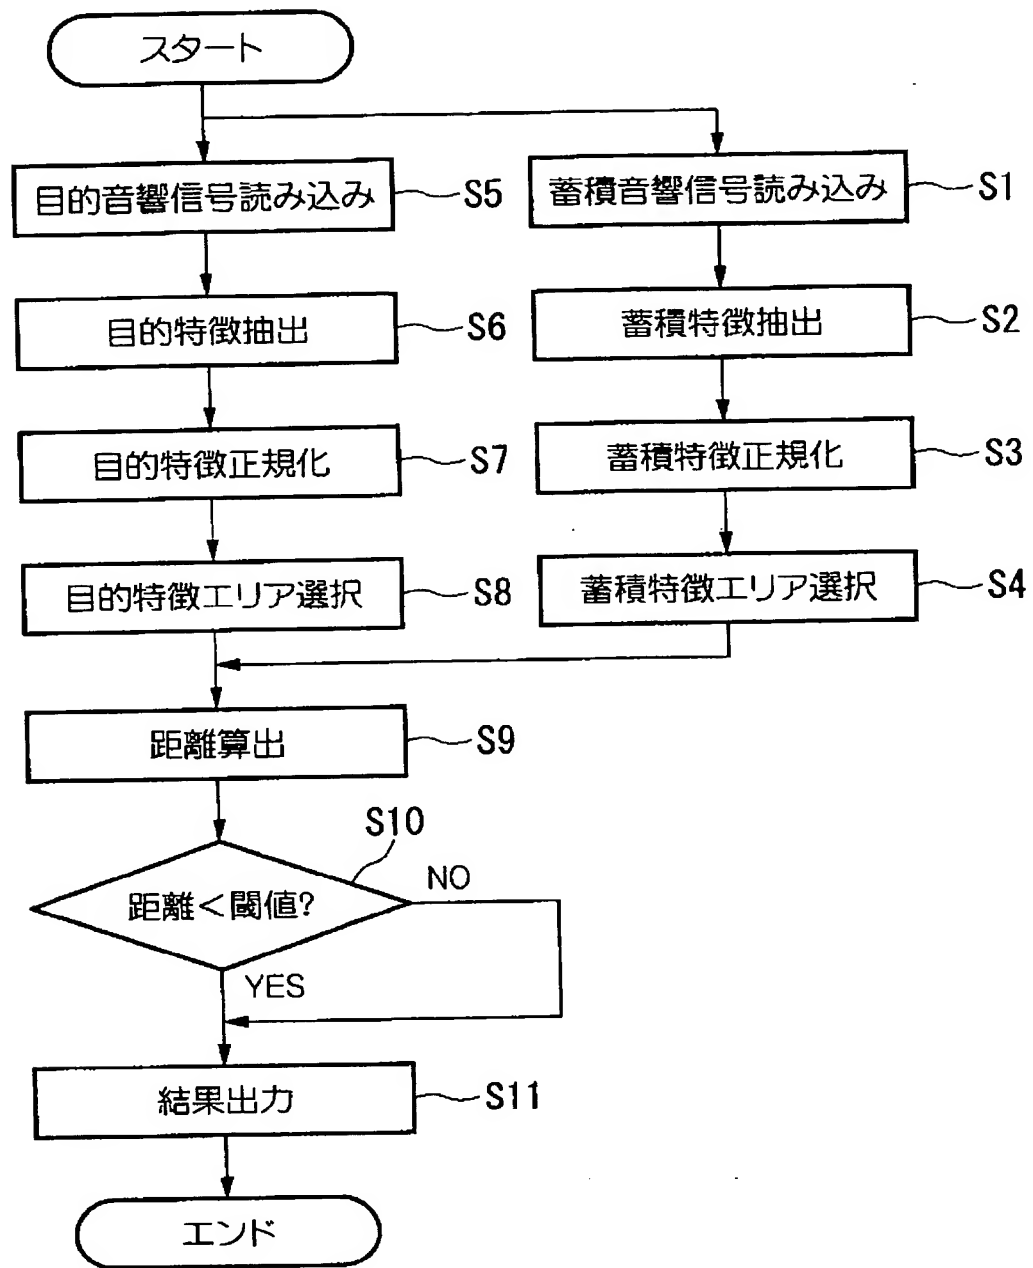 スタート
目的音響信号読み込み
S5
蓄積音響信号読み込み
S1
目的特徴抽出
S6
蓄積特徴抽出
S2
目的特徴正規化
S7
蓄積特徴正規化
S3
目的特徴エリア選択
S8
蓄積特徴エリア選択
S4
距離算出
S9
S10
距離<閾値?
NO
YES
結果出力
S11
エンド